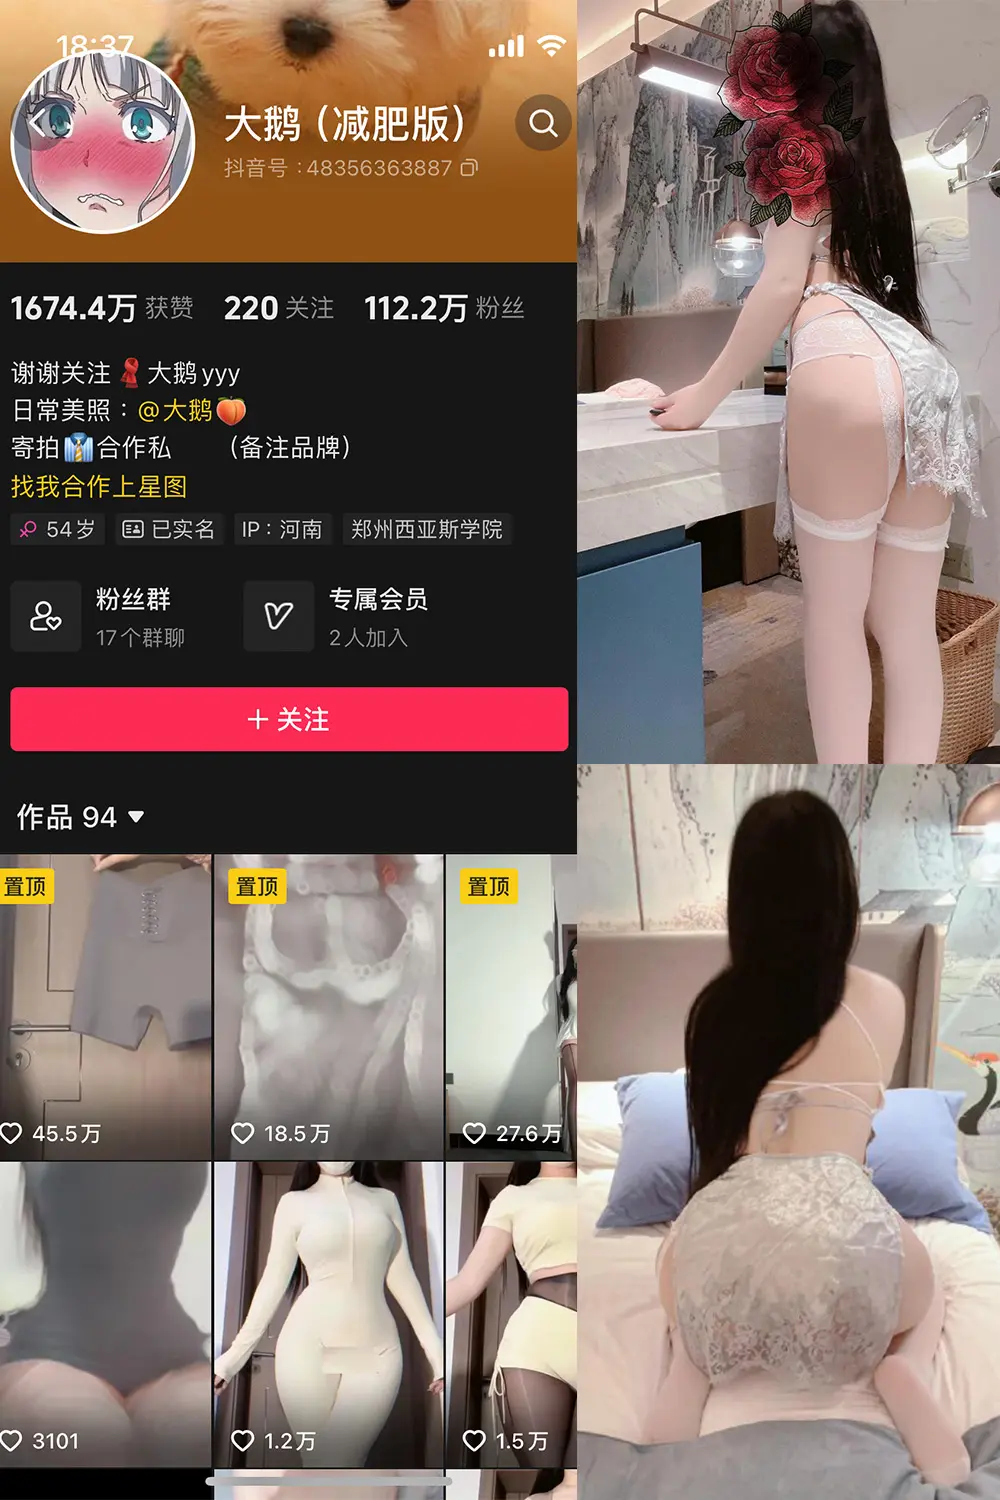 18:37
大鹅（减肥版）
抖音号：48356363887
1674.4万 获赞 220 关注 112.2万 粉丝
谢谢关注🧣大鹅yyy
日常美照：@大鹅🍑
寄拍👔合作私 （备注品牌）
找我合作上星图
54岁 已实名 IP：河南 郑州西亚斯学院
粉丝群 专属会员
17个群聊 2人加入
＋关注
作品 94
置顶 置顶 置顶
45.5万 18.5万 27.6万
3101 1.2万 1.5万